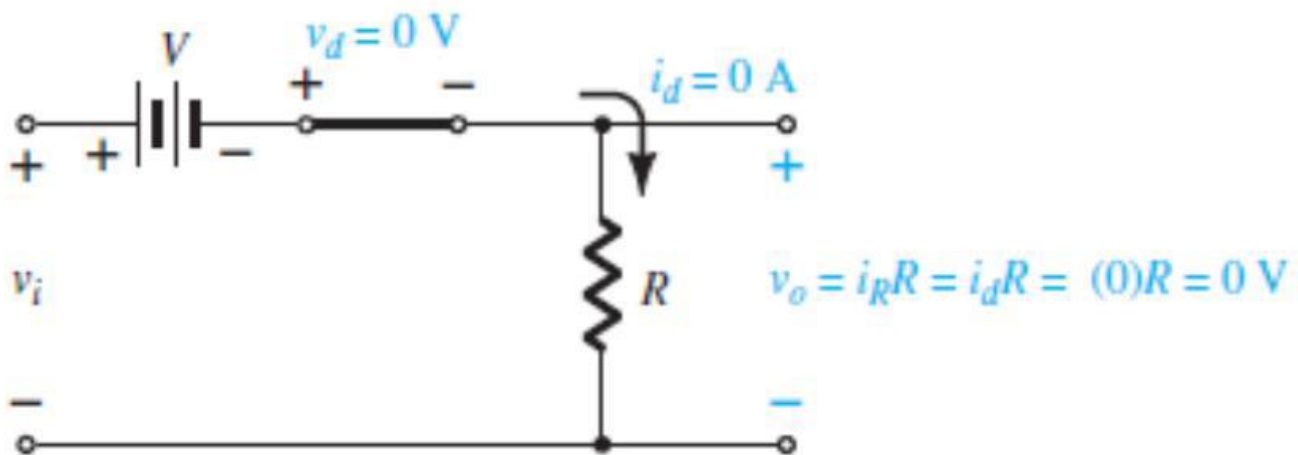 V
v_d = 0 V
+ −
i_d = 0 A
+ −
+ +
v_i
R
v_o = i_R R = i_d R = (0)R = 0 V
− −